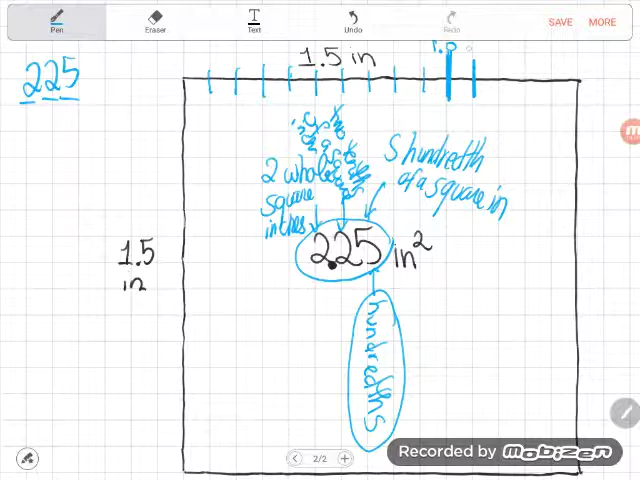 Pen
Eraser
Text
Undo
Redo
SAVE
MORE
225
1.5 in
1.0
2 whole
square
inches
5 hundredth
of a square in
2.25 in²
1.5
in
hundredths
2/2
Recorded by mobizen